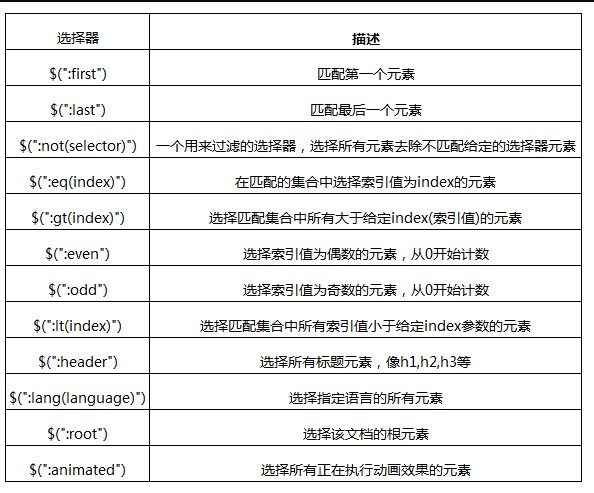 选择器 描述
$(":first") 匹配第一个元素
$(":last") 匹配最后一个元素
$(":not(selector)") 一个用来过滤的选择器，选择所有元素去除不匹配给定的选择器元素
$(":eq(index)") 在匹配的集合中选择索引值为index的元素
$(":gt(index)") 选择匹配集合中所有大于给定index(索引值)的元素
$(":even") 选择索引值为偶数的元素，从0开始计数
$(":odd") 选择索引值为奇数的元素，从0开始计数
$(":lt(index)") 选择匹配集合中所有索引值小于给定index参数的元素
$(":header") 选择所有标题元素，像h1,h2,h3等
$(":lang(language)") 选择指定语言的所有元素
$(":root") 选择该文档的根元素
$(":animated") 选择所有正在执行动画效果的元素